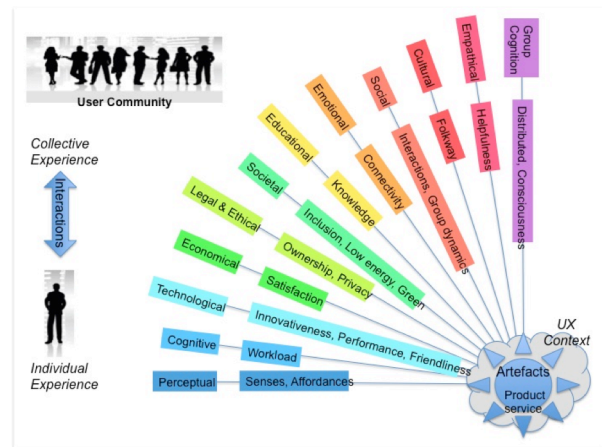 User Community
Collective
Experience
Interactions
Individual
Experience
Group
Cognition
Distributed, Consciousness
Empathical
Helpfulness
Cultural
Folkway
Social
Interactions, Group dynamics
Emotional
Connectivity
Educational
Knowledge
Societal
Inclusion, Low energy, Green
Legal & Ethical
Ownership, Privacy
Economical
Satisfaction
Technological
Innovativeness, Performance, Friendliness
Cognitive
Workload
Perceptual
Senses, Affordances
UX
Context
Artefacts
Product
service